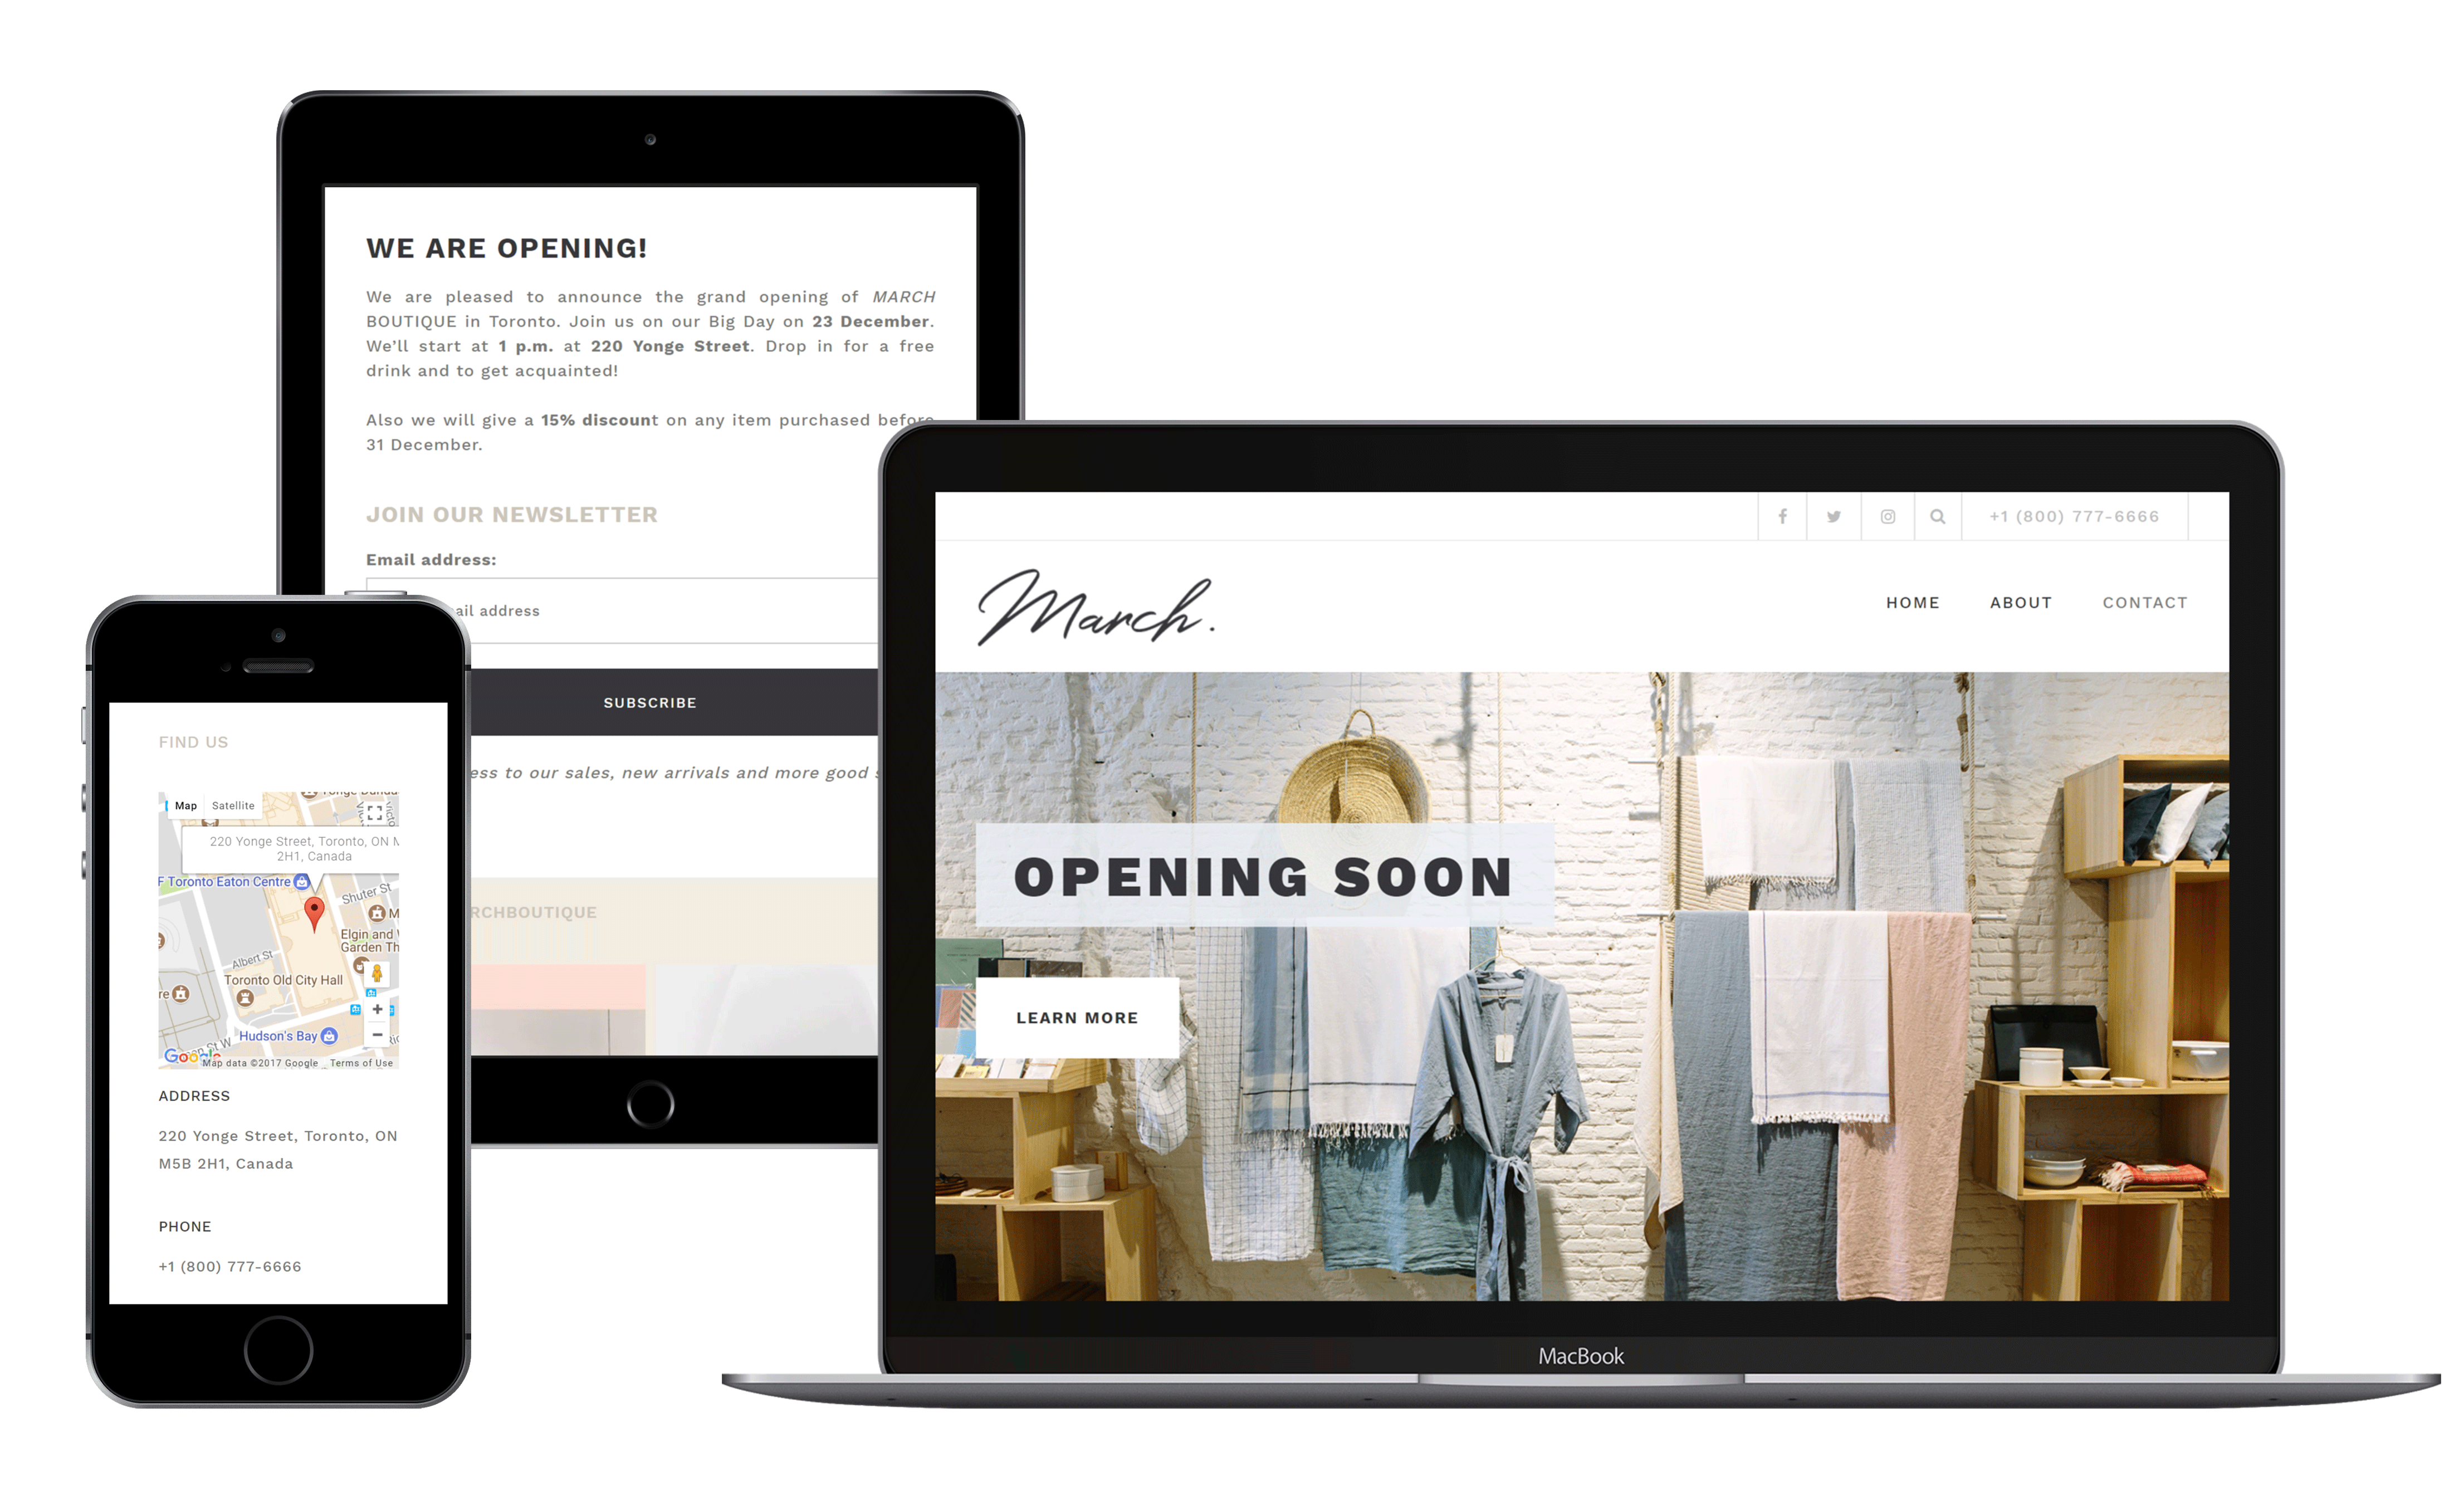 WE ARE OPENING!
We are pleased to announce the grand opening of MARCH
BOUTIQUE in Toronto. Join us on our Big Day on 23 December.
We'll start at 1 p.m. at 220 Yonge Street. Drop in for a free
drink and to get acquainted!
Also we will give a 15% discount on any item purchased before
31 December.
JOIN OUR NEWSLETTER
Email address:
ail address
SUBSCRIBE
ess to our sales, new arrivals and more good s
RCHBOUTIQUE
FIND US
Map Satellite
220 Yonge Street, Toronto, ON M
2H1, Canada
F Toronto Eaton Centre
Shuter St
Elgin and
Garden Th
Albert St
Toronto Old City Hall
Hudson's Bay
St W
Google Map data ©2017 Google Terms of Use
ADDRESS
220 Yonge Street, Toronto, ON
M5B 2H1, Canada
PHONE
+1 (800) 777-6666
+1 (800) 777-6666
March.
HOME ABOUT CONTACT
OPENING SOON
LEARN MORE
MacBook